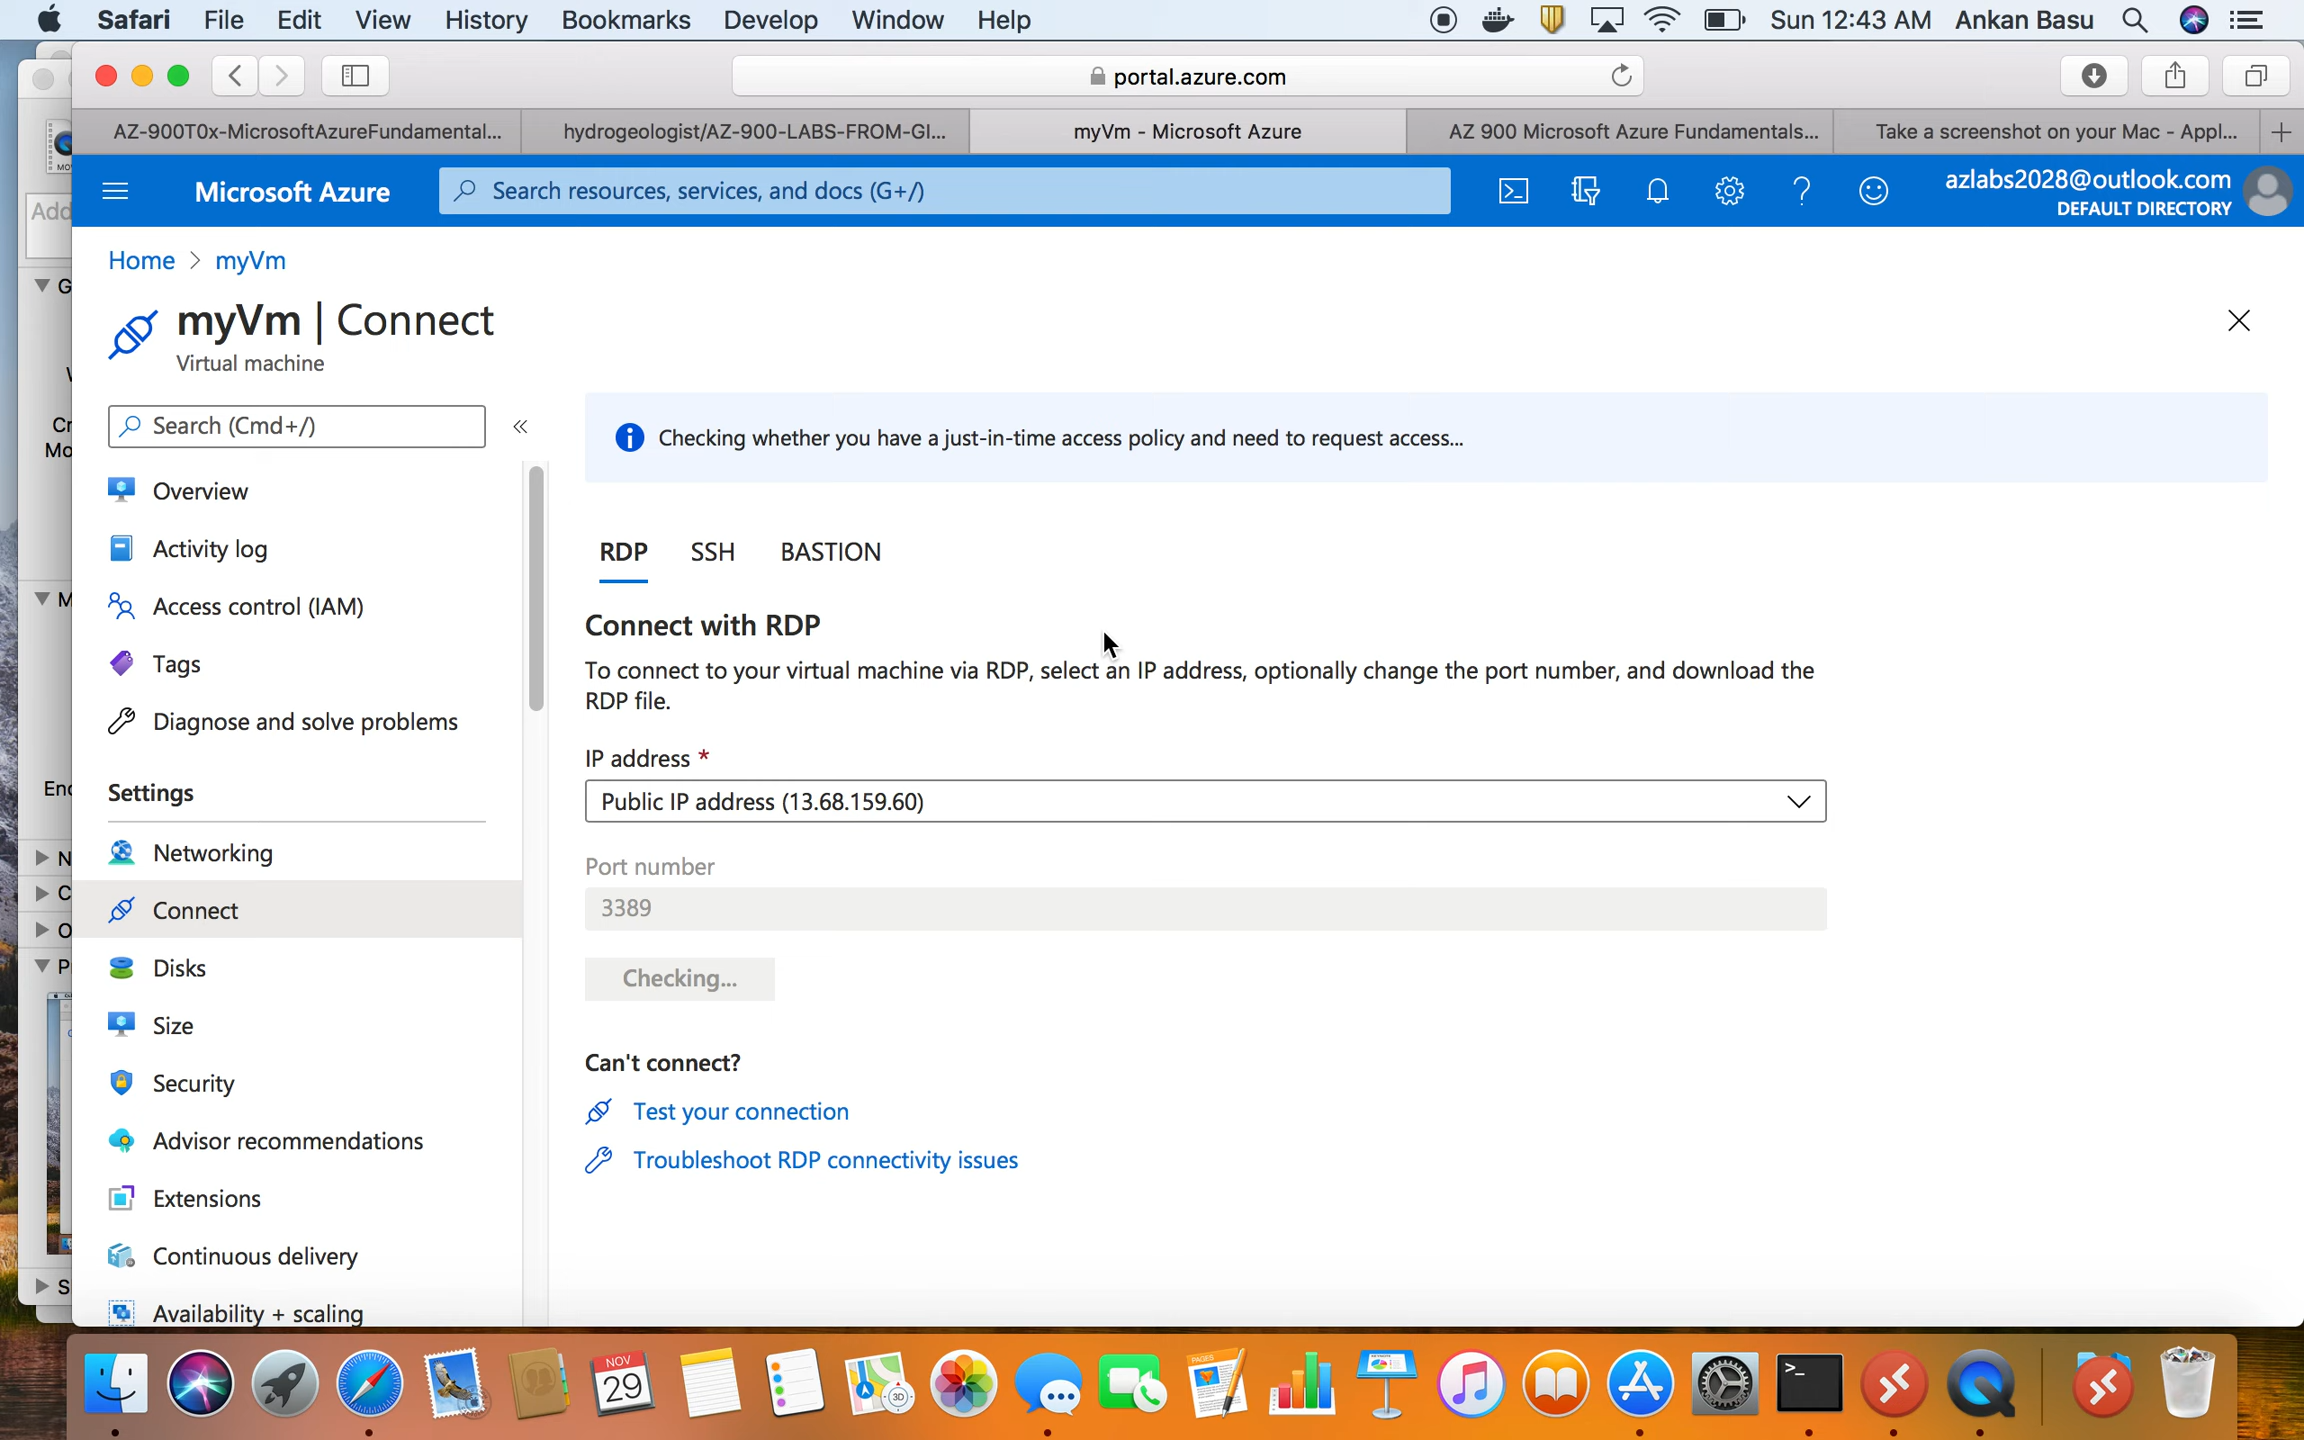 Safari File Edit View History Bookmarks Develop Window Help Sun 12:43 AM Ankan Basu
portal.azure.com
AZ-900T0x-MicrosoftAzureFundamental... hydrogeologist/AZ-900-LABS-FROM-GI... myVm - Microsoft Azure AZ 900 Microsoft Azure Fundamentals... Take a screenshot on your Mac - Appl...
Microsoft Azure Search resources, services, and docs (G+/) azlabs2028@outlook.com
DEFAULT DIRECTORY
Home > myVm
myVm | Connect
Virtual machine
Search (Cmd+/) «
Overview
Activity log
Access control (IAM)
Tags
Diagnose and solve problems
Settings
Networking
Connect
Disks
Size
Security
Advisor recommendations
Extensions
Continuous delivery
Availability + scaling
Checking whether you have a just-in-time access policy and need to request access...
RDP SSH BASTION
Connect with RDP
To connect to your virtual machine via RDP, select an IP address, optionally change the port number, and download the
RDP file.
IP address *
Public IP address (13.68.159.60)
Port number
3389
Checking...
Can't connect?
Test your connection
Troubleshoot RDP connectivity issues
Add
G
Cr
Mo
M
Enc
N
C
O
P
S
NOV
29
PAGES
3D